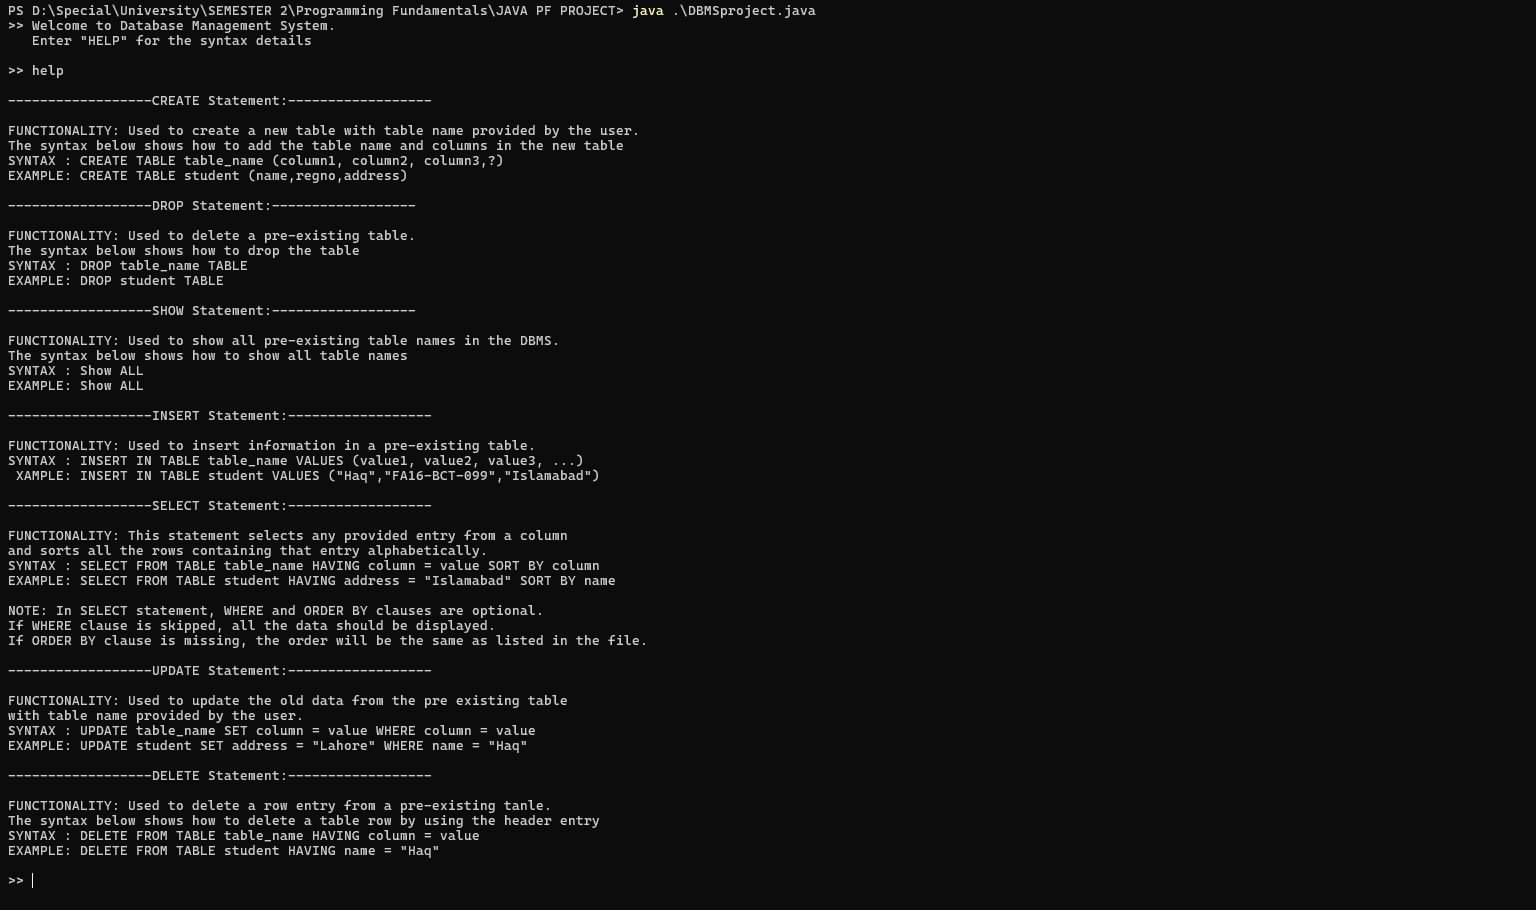 PS D:\Special\University\SEMESTER 2\Programming Fundamentals\JAVA PF PROJECT> java .\DBMSproject.java
>> Welcome to Database Management System.
   Enter "HELP" for the syntax details

>> help

------------------CREATE Statement:------------------

FUNCTIONALITY: Used to create a new table with table name provided by the user.
The syntax below shows how to add the table name and columns in the new table
SYNTAX : CREATE TABLE table_name (column1, column2, column3,?)
EXAMPLE: CREATE TABLE student (name,regno,address)

------------------DROP Statement:------------------

FUNCTIONALITY: Used to delete a pre-existing table.
The syntax below shows how to drop the table
SYNTAX : DROP table_name TABLE
EXAMPLE: DROP student TABLE

------------------SHOW Statement:------------------

FUNCTIONALITY: Used to show all pre-existing table names in the DBMS.
The syntax below shows how to show all table names
SYNTAX : Show ALL
EXAMPLE: Show ALL

------------------INSERT Statement:------------------

FUNCTIONALITY: Used to insert information in a pre-existing table.
SYNTAX : INSERT IN TABLE table_name VALUES (value1, value2, value3, ...)
 XAMPLE: INSERT IN TABLE student VALUES ("Haq","FA16-BCT-099","Islamabad")

------------------SELECT Statement:------------------

FUNCTIONALITY: This statement selects any provided entry from a column
and sorts all the rows containing that entry alphabetically.
SYNTAX : SELECT FROM TABLE table_name HAVING column = value SORT BY column
EXAMPLE: SELECT FROM TABLE student HAVING address = "Islamabad" SORT BY name

NOTE: In SELECT statement, WHERE and ORDER BY clauses are optional.
If WHERE clause is skipped, all the data should be displayed.
If ORDER BY clause is missing, the order will be the same as listed in the file.

------------------UPDATE Statement:------------------

FUNCTIONALITY: Used to update the old data from the pre existing table
with table name provided by the user.
SYNTAX : UPDATE table_name SET column = value WHERE column = value
EXAMPLE: UPDATE student SET address = "Lahore" WHERE name = "Haq"

------------------DELETE Statement:------------------

FUNCTIONALITY: Used to delete a row entry from a pre-existing tanle.
The syntax below shows how to delete a table row by using the header entry
SYNTAX : DELETE FROM TABLE table_name HAVING column = value
EXAMPLE: DELETE FROM TABLE student HAVING name = "Haq"

>>